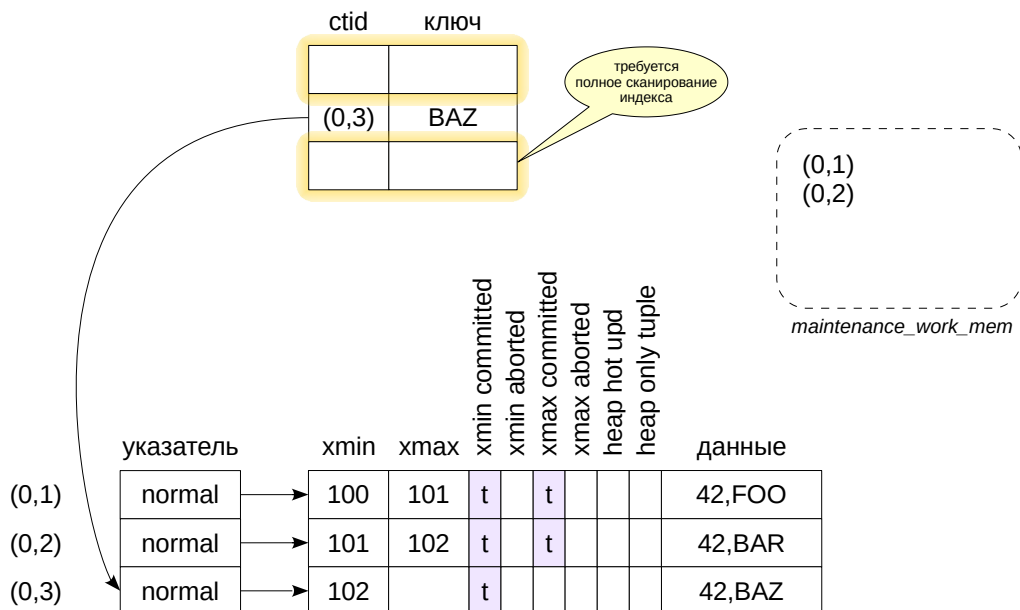 ctid ключ
(0,3) BAZ
требуется
полное сканирование
индекса
(0,1)
(0,2)
maintenance_work_mem
xmin committed
xmin aborted
xmax committed
xmax aborted
heap hot upd
heap only tuple
указатель xmin xmax данные
(0,1) normal 100 101 t t 42,FOO
(0,2) normal 101 102 t t 42,BAR
(0,3) normal 102 t 42,BAZ